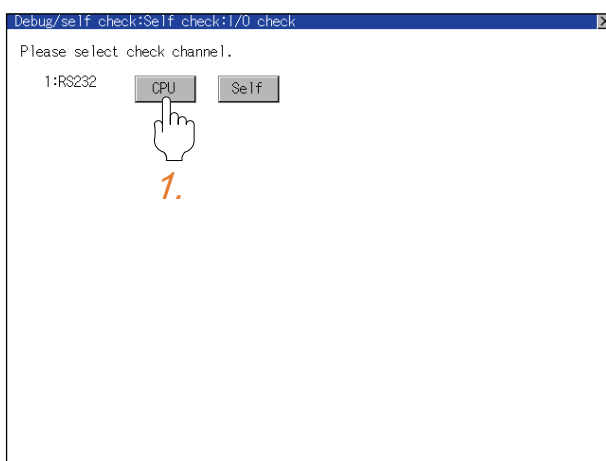 Debug/self check:Self check:I/O check
Please select check channel.
1:RS232 CPU Self
1.